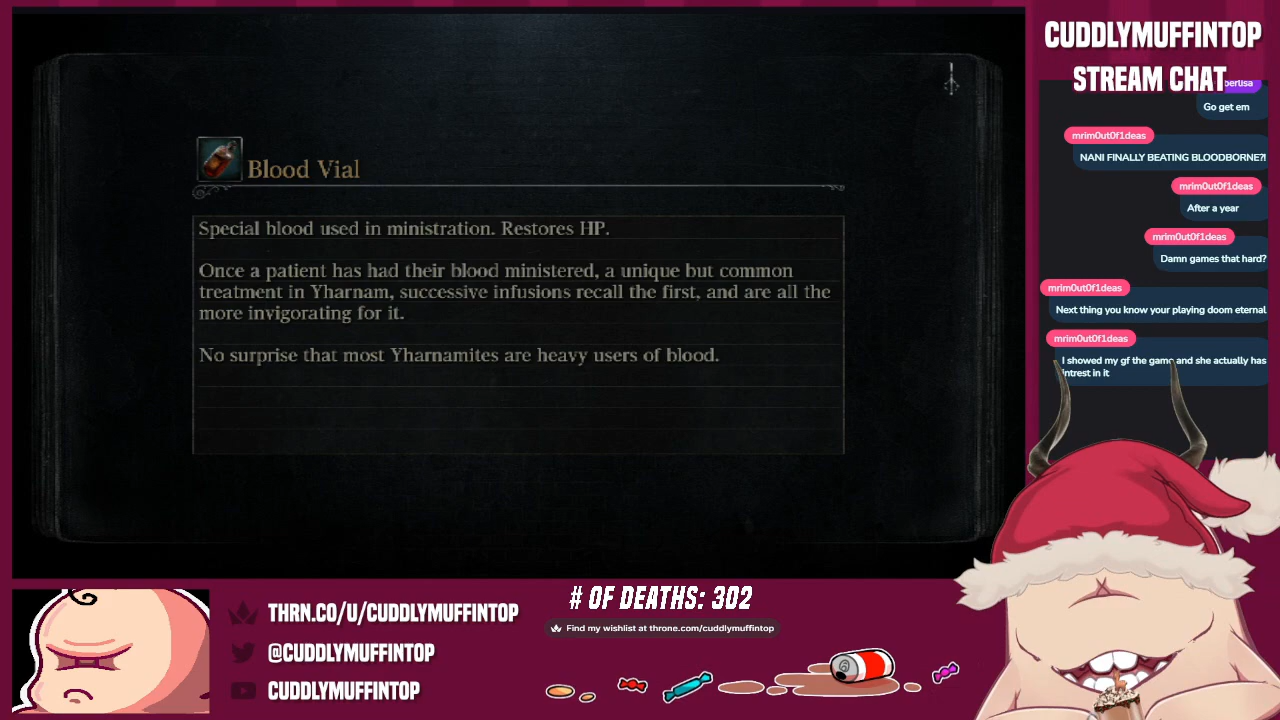 Blood Vial
Special blood used in ministration. Restores HP.
Once a patient has had their blood ministered, a unique but common
treatment in Yharnam, successive infusions recall the first, and are all the
more invigorating for it.
No surprise that most Yharnamites are heavy users of blood.
CUDDLYMUFFINTOP
STREAM CHAT
Go get em
mrim0ut0f1deas
NANI FINALLY BEATING BLOODBORNE?!
mrim0ut0f1deas
After a year
mrim0ut0f1deas
Damn games that hard?
mrim0ut0f1deas
Next thing you know your playing doom eternal
mrim0ut0f1deas
I showed my gf the game and she actually has
intrest in it
# OF DEATHS: 302
Find my wishlist at throne.com/cuddlymuffintop
THRN.CO/U/CUDDLYMUFFINTOP
@CUDDLYMUFFINTOP
CUDDLYMUFFINTOP